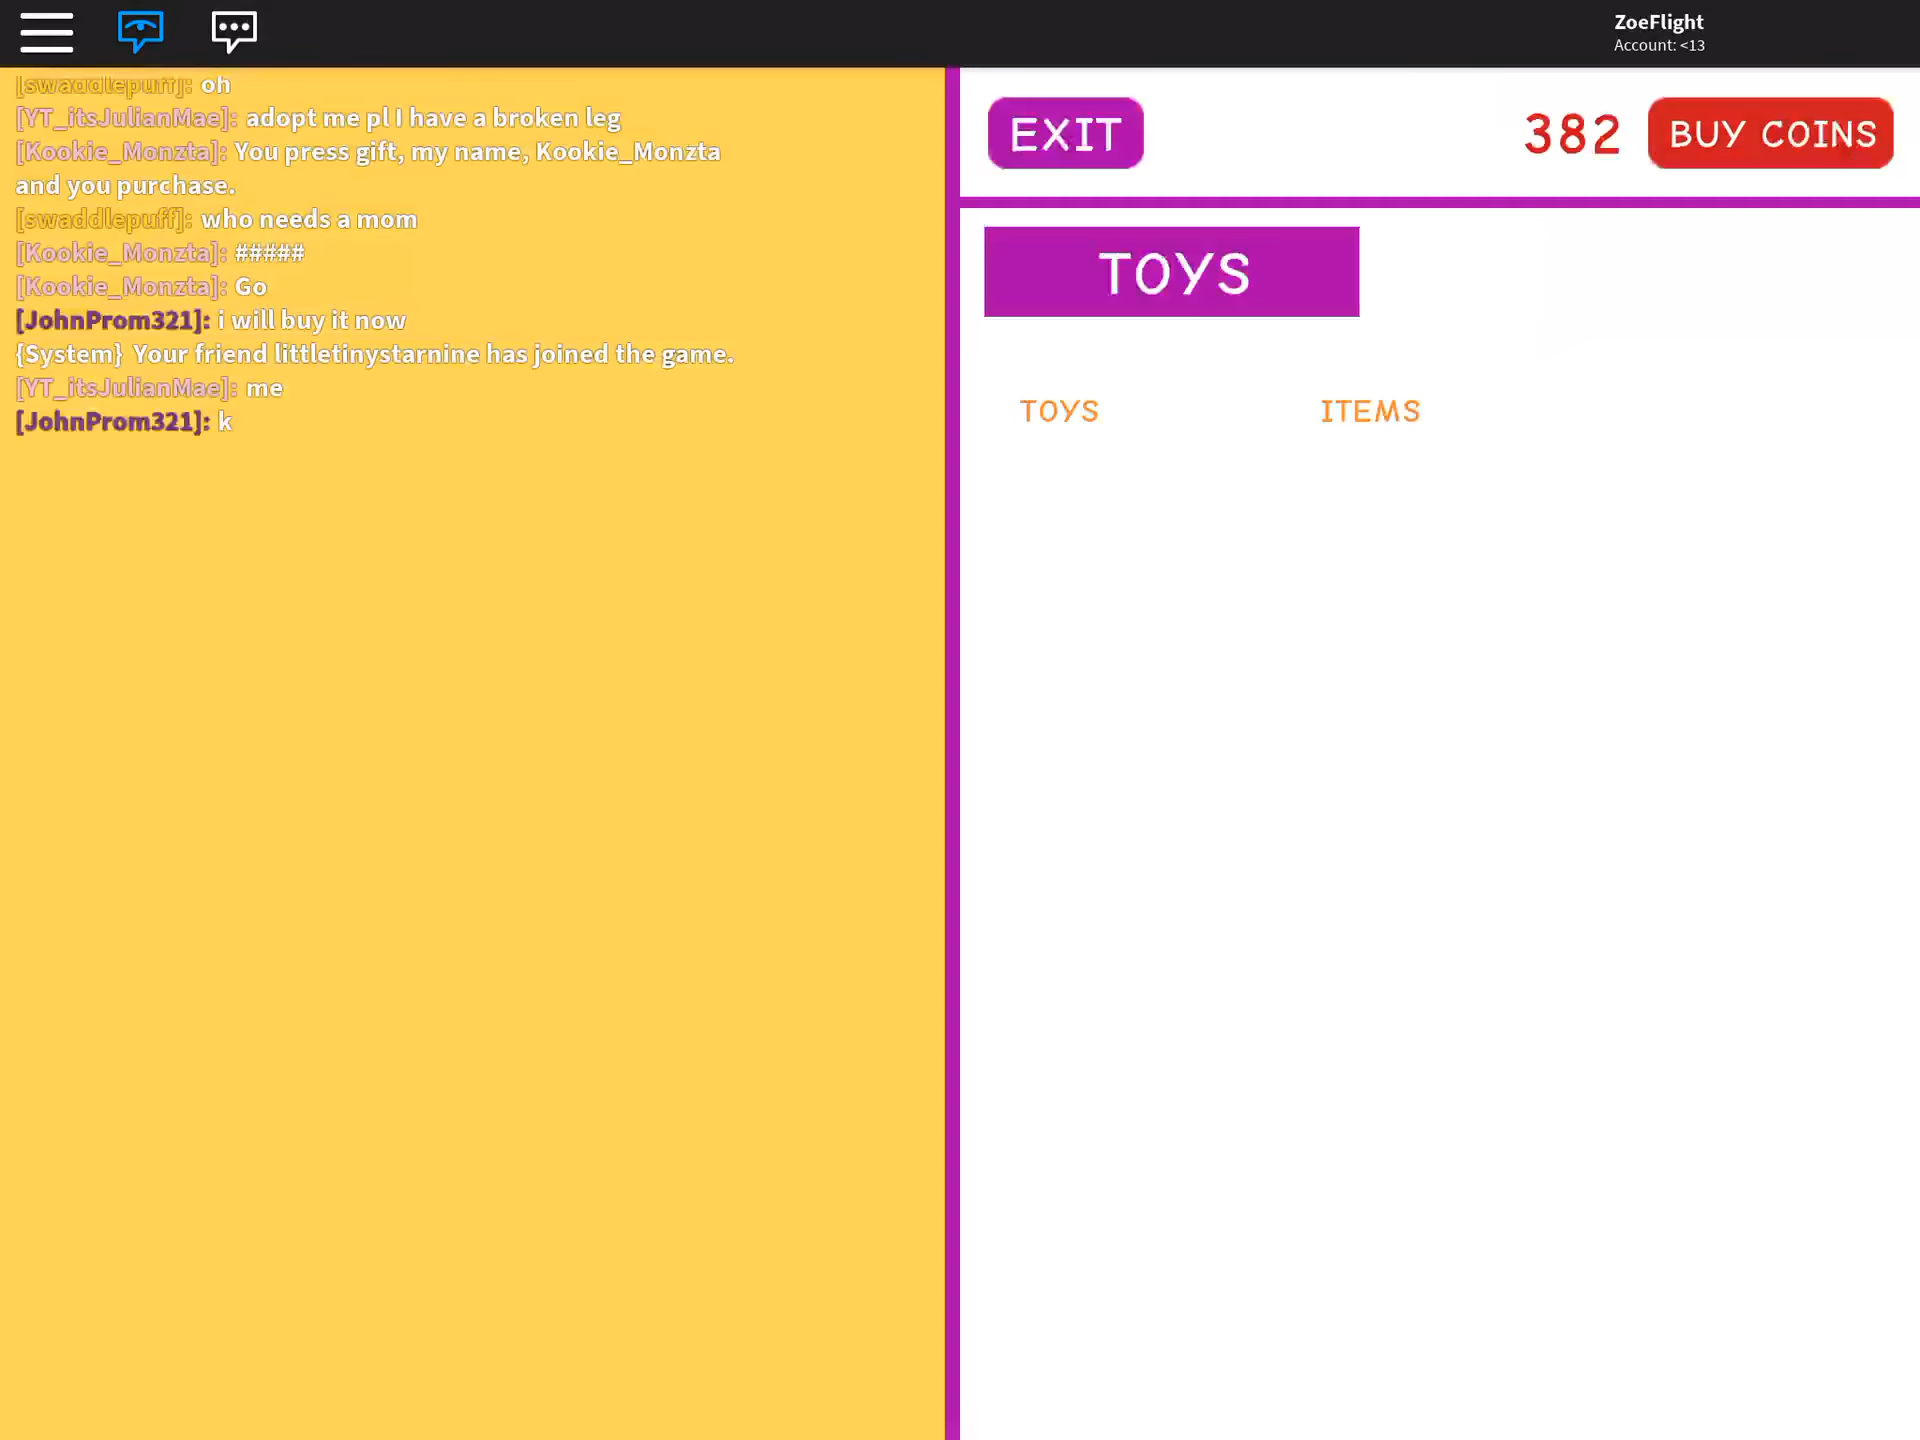 ZoeFlight
Account: <13
[swaddlepuff]: oh
[YT_itsJulianMae]: adopt me pl I have a broken leg
[Kookie_Monzta]: You press gift, my name, Kookie_Monzta
and you purchase.
[swaddlepuff]: who needs a mom
[Kookie_Monzta]: #####
[Kookie_Monzta]: Go
[JohnProm321]: i will buy it now
{System} Your friend littletinystarnine has joined the game.
[YT_itsJulianMae]: me
[JohnProm321]: k
EXIT
382
BUY COINS
TOYS
TOYS
ITEMS